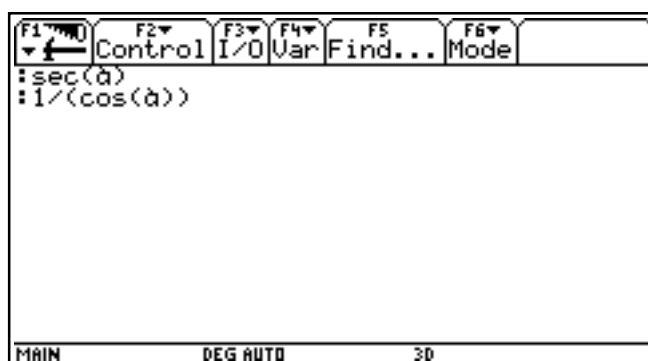 F1 F2 F3 F4 F5 F6
Control I/O Var Find... Mode
:sec(à)
:1/(cos(à))
MAIN DEG AUTO 3D